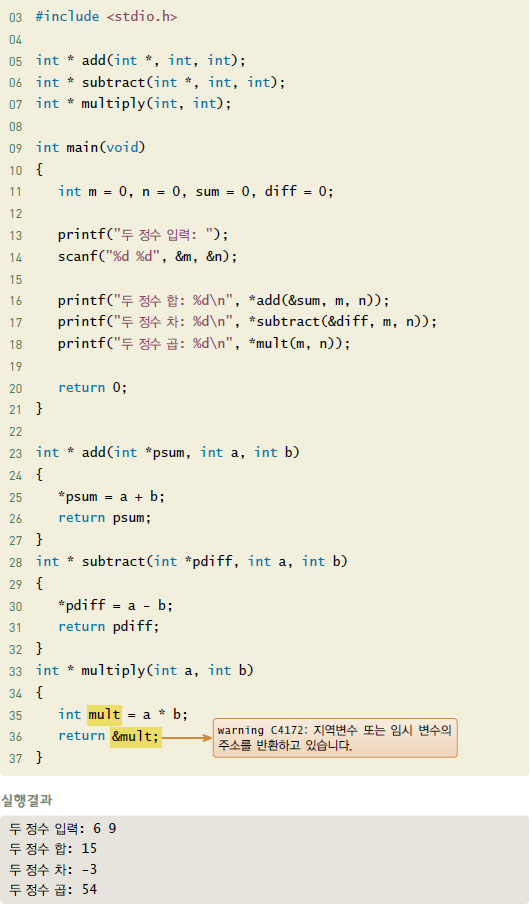 03 #include <stdio.h>
04
05 int * add(int *, int, int);
06 int * subtract(int *, int, int);
07 int * multiply(int, int);
08
09 int main(void)
10 {
11 int m = 0, n = 0, sum = 0, diff = 0;
12
13 printf("두 정수 입력: ");
14 scanf("%d %d", &m, &n);
15
16 printf("두 정수 합: %d\n", *add(&sum, m, n));
17 printf("두 정수 차: %d\n", *subtract(&diff, m, n));
18 printf("두 정수 곱: %d\n", *mult(m, n));
19
20 return 0;
21 }
22
23 int * add(int *psum, int a, int b)
24 {
25 *psum = a + b;
26 return psum;
27 }
28 int * subtract(int *pdiff, int a, int b)
29 {
30 *pdiff = a - b;
31 return pdiff;
32 }
33 int * multiply(int a, int b)
34 {
35 int mult = a * b;
36 return &mult;
warning C4172: 지역변수 또는 임시 변수의
주소를 반환하고 있습니다.
37 }
실행결과
두 정수 입력: 6 9
두 정수 합: 15
두 정수 차: -3
두 정수 곱: 54